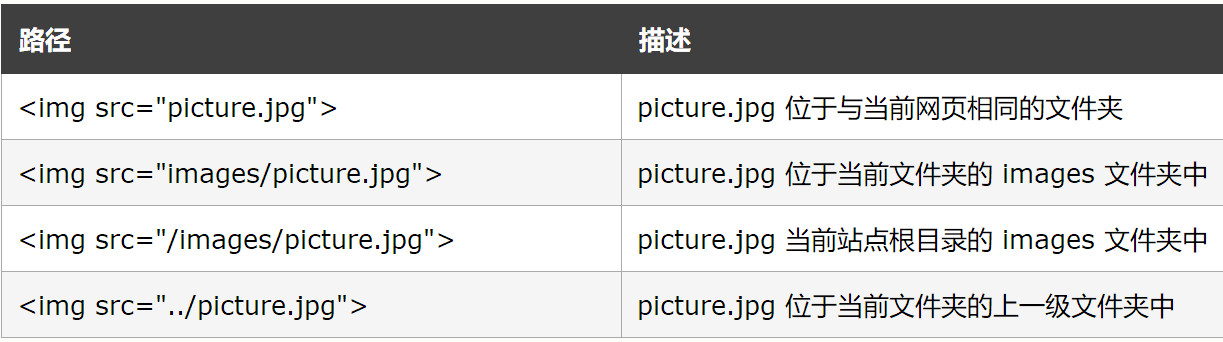 路径 描述
<img src="picture.jpg"> picture.jpg 位于与当前网页相同的文件夹
<img src="images/picture.jpg"> picture.jpg 位于当前文件夹的 images 文件夹中
<img src="/images/picture.jpg"> picture.jpg 当前站点根目录的 images 文件夹中
<img src="../picture.jpg"> picture.jpg 位于当前文件夹的上一级文件夹中